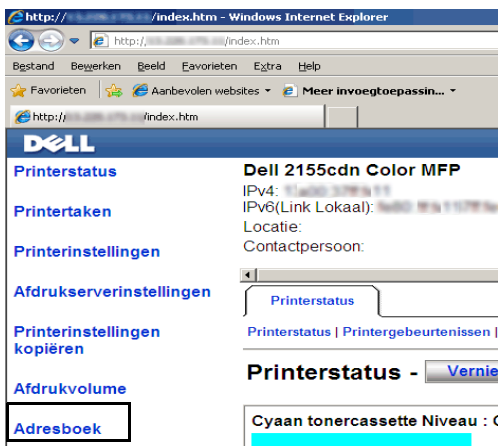 http:// /index.htm - Windows Internet Explorer
http:// /index.htm
Bestand Bewerken Beeld Favorieten Extra Help
Favorieten Aanbevolen websites Meer invoegtoepassin...
http:// /index.htm
DELL
Printerstatus
Printertaken
Printerinstellingen
Afdrukserverinstellingen
Printerinstellingen
kopiëren
Afdrukvolume
Adresboek
Dell 2155cdn Color MFP
IPv4:
IPv6(Link Lokaal):
Locatie:
Contactpersoon:
Printerstatus
Printerstatus | Printergebeurtenissen |
Printerstatus - Vernie
Cyaan tonercassette Niveau :